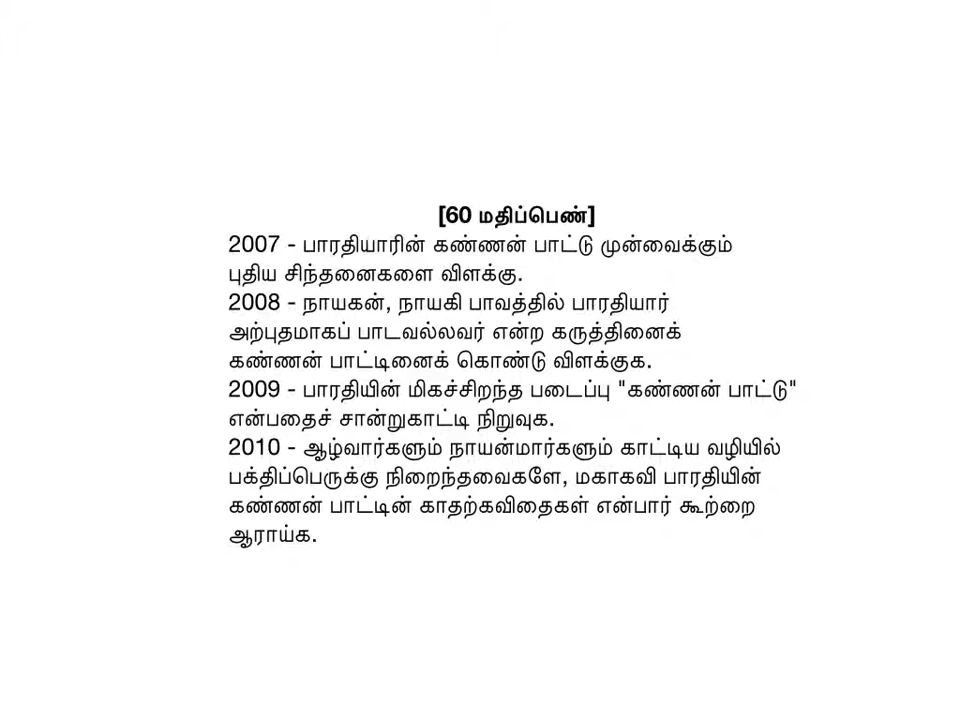 [60 மதிப்பெண்]
2007 - பாரதியாரின் கண்ணன் பாட்டு முன்வைக்கும்
புதிய சிந்தனைகளை விளக்கு.
2008 - நாயகன், நாயகி பாவத்தில் பாரதியார்
அற்புதமாகப் பாடவல்லவர் என்ற கருத்தினைக்
கண்ணன் பாட்டினைக் கொண்டு விளக்குக.
2009 - பாரதியின் மிகச்சிறந்த படைப்பு "கண்ணன் பாட்டு"
என்பதைச் சான்றுகாட்டி நிறுவுக.
2010 - ஆழ்வார்களும் நாயன்மார்களும் காட்டிய வழியில்
பக்திப்பெருக்கு நிறைந்தவைகளே, மகாகவி பாரதியின்
கண்ணன் பாட்டின் காதற்கவிதைகள் என்பார் கூற்றை
ஆராய்க.